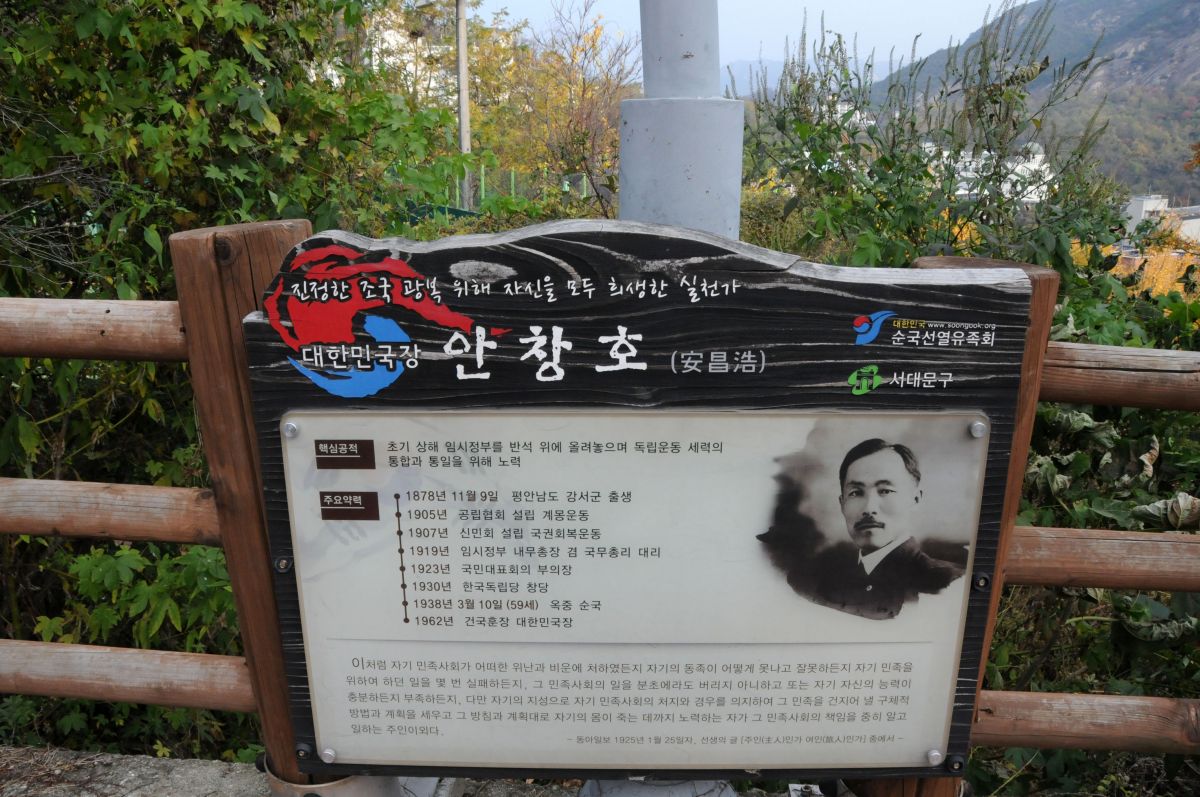 진정한 조국 광복 위해 자신을 모두 희생한 실천가
대한민국장 안창호 (安昌浩)
대한민국 www.soongook.org
순국선열유족회
서대문구
핵심공적
초기 상해 임시정부를 반석 위에 올려놓으며 독립운동 세력의
통합과 통일을 위해 노력
주요약력
1878년 11월 9일 평안남도 강서군 출생
1905년 공립협회 설립 계몽운동
1907년 신민회 설립 국권회복운동
1919년 임시정부 내무총장 겸 국무총리 대리
1923년 국민대표회의 부의장
1930년 한국독립당 창당
1938년 3월 10일 (59세) 옥중 순국
1962년 건국훈장 대한민국장
이처럼 자기 민족사회가 어떠한 위난과 비운에 처하였든지 자기의 동족이 어떻게 못나고 잘못하든지 자기 민족을
위하여 하던 일을 몇 번 실패하든지, 그 민족사회의 일을 분초에라도 버리지 아니하고 또는 자기 자신의 능력이
충분하든지 부족하든지, 다만 자기의 지성으로 자기 민족사회의 처지와 경우를 의지하여 그 민족을 건지어 낼 구체적
방법과 계획을 세우고 그 방침과 계획대로 자기의 몸이 죽는 데까지 노력하는 자가 그 민족사회의 책임을 중히 알고
일하는 주인이외다.
- 동아일보 1925년 1월 25일자, 선생의 글 [주인(主人)인가 여인(旅人)인가] 중에서 -